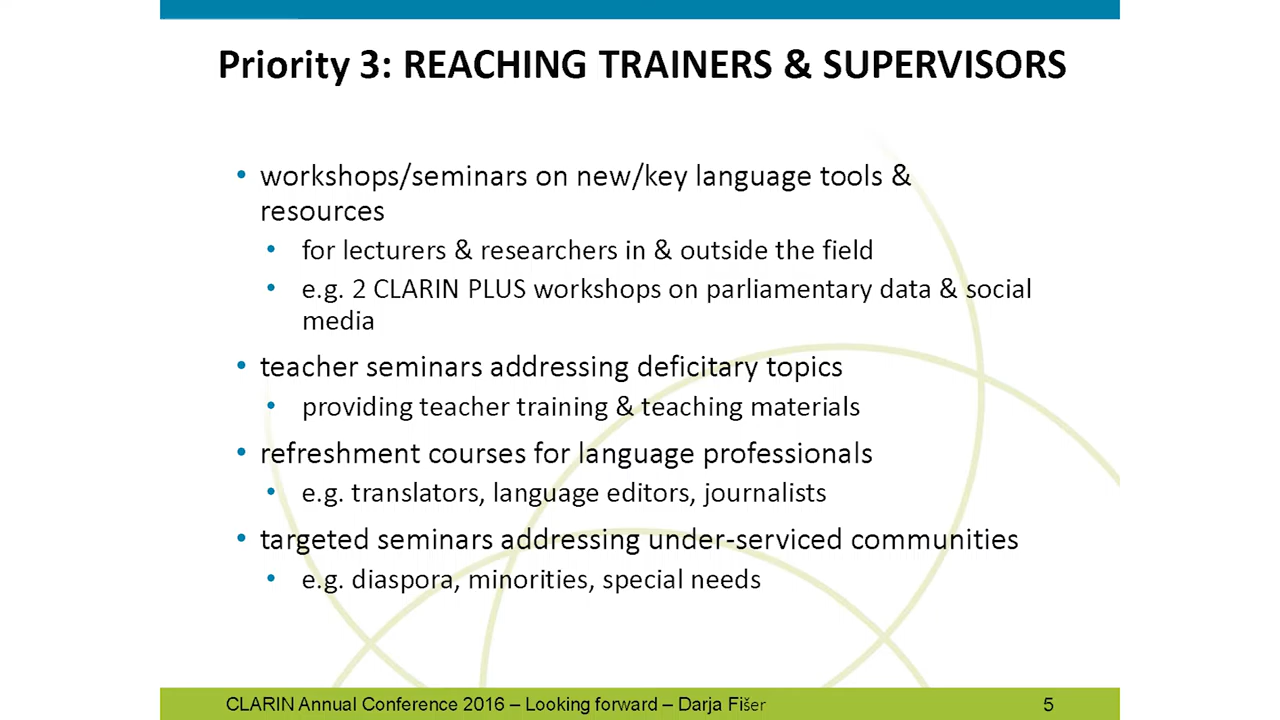 Priority 3: REACHING TRAINERS & SUPERVISORS
• workshops/seminars on new/key language tools &
resources
• for lecturers & researchers in & outside the field
• e.g. 2 CLARIN PLUS workshops on parliamentary data & social
media
• teacher seminars addressing deficitary topics
• providing teacher training & teaching materials
• refreshment courses for language professionals
• e.g. translators, language editors, journalists
• targeted seminars addressing under-serviced communities
• e.g. diaspora, minorities, special needs
CLARIN Annual Conference 2016 – Looking forward – Darja Fišer 5